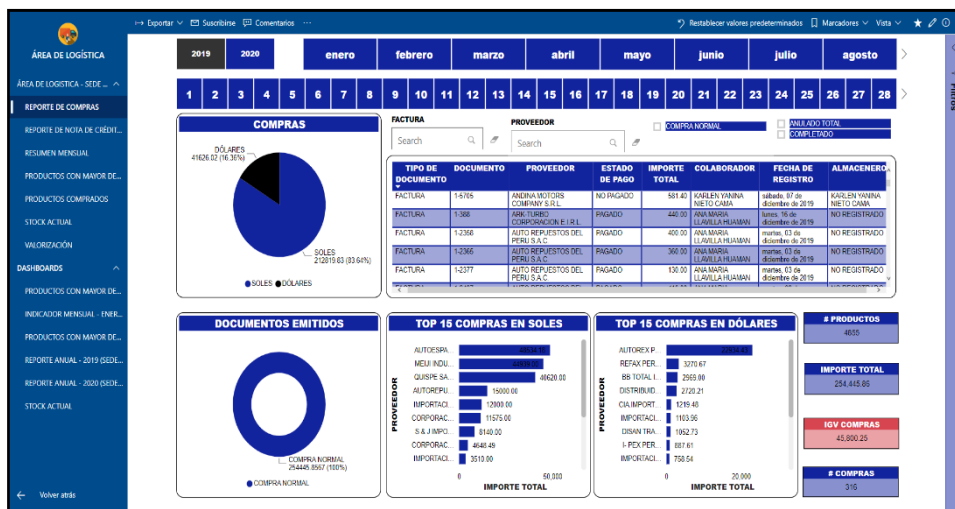 Exportar
Suscribirse
Comentarios
Restablecer valores predeterminados
Marcadores
Vista
ÁREA DE LOGÍSTICA
ÁREA DE LOGISTICA - SEDE ...
REPORTE DE COMPRAS
REPORTE DE NOTA DE CRÉDIT...
RESUMEN MENSUAL
PRODUCTOS CON MAYOR DE...
PRODUCTOS COMPRADOS
STOCK ACTUAL
VALORIZACIÓN
DASHBOARDS
PRODUCTOS CON MAYOR DE...
INDICADOR MENSUAL - ENER...
PRODUCTOS CON MAYOR DE...
REPORTE ANUAL - 2019 (SEDE...
REPORTE ANUAL - 2020 (SEDE...
STOCK ACTUAL
Volver atrás
Filtros
2019 2020 enero febrero marzo abril mayo junio julio agosto
1 2 3 4 5 6 7 8 9 10 11 12 13 14 15 16 17 18 19 20 21 22 23 24 25 26 27 28
COMPRAS
DÓLARES
41626.02 (16.36%)
SOLES
212819.83 (83.64%)
SOLES DÓLARES
FACTURA
Search
PROVEEDOR
Search
COMPRA NORMAL
ANULADO TOTAL
COMPLETADO
TIPO DE DOCUMENTO DOCUMENTO PROVEEDOR ESTADO DE PAGO IMPORTE TOTAL COLABORADOR FECHA DE REGISTRO ALMACENERO
FACTURA 1-5705 ANDINA MOTORS COMPANY S.R.L. NO PAGADO 581.40 KARLEN YANINA NIETO CAMA sábado, 07 de diciembre de 2019 KARLEN YANINA NIETO CAMA
FACTURA 1-388 ARK-TURBO CORPORACION E.I.R.L. PAGADO 440.00 ANA MARIA LLAVILLA HUAMAN lunes, 16 de diciembre de 2019 NO REGISTRADO
FACTURA 1-2368 AUTO REPUESTOS DEL PERU S.A.C. PAGADO 400.00 ANA MARIA LLAVILLA HUAMAN martes, 03 de diciembre de 2019 NO REGISTRADO
FACTURA 1-2366 AUTO REPUESTOS DEL PERU S.A.C. PAGADO 360.00 ANA MARIA LLAVILLA HUAMAN martes, 03 de diciembre de 2019 NO REGISTRADO
FACTURA 1-2377 AUTO REPUESTOS DEL PERU S.A.C. PAGADO 130.00 ANA MARIA LLAVILLA HUAMAN martes, 03 de diciembre de 2019 NO REGISTRADO
DOCUMENTOS EMITIDOS
COMPRA NORMAL
254445.8567 (100%)
COMPRA NORMAL
TOP 15 COMPRAS EN SOLES
PROVEEDOR
AUTOESPA...
MEIJI INDU...
QUISPE SA... 40620.00
AUTOREPU... 15000.00
IMPORTACI... 12800.00
CORPORAC... 11575.00
S & J IMPO... 8140.00
CORPORAC... 4648.49
IMPORTACI... 3510.00
0 50,000
IMPORTE TOTAL
TOP 15 COMPRAS EN DÓLARES
PROVEEDOR
AUTOREX P...
REFAX PER... 3270.67
BB TOTAL I... 2969.00
DISTRIBUID... 2720.21
CIA IMPORT... 1219.48
IMPORTACI... 1103.96
DISAN TRA... 1052.73
I- PEX PER... 887.61
IMPORTACI... 758.54
0 20,000
IMPORTE TOTAL
# PRODUCTOS
4655
IMPORTE TOTAL
254,445.86
IGV COMPRAS
45,800.25
# COMPRAS
316